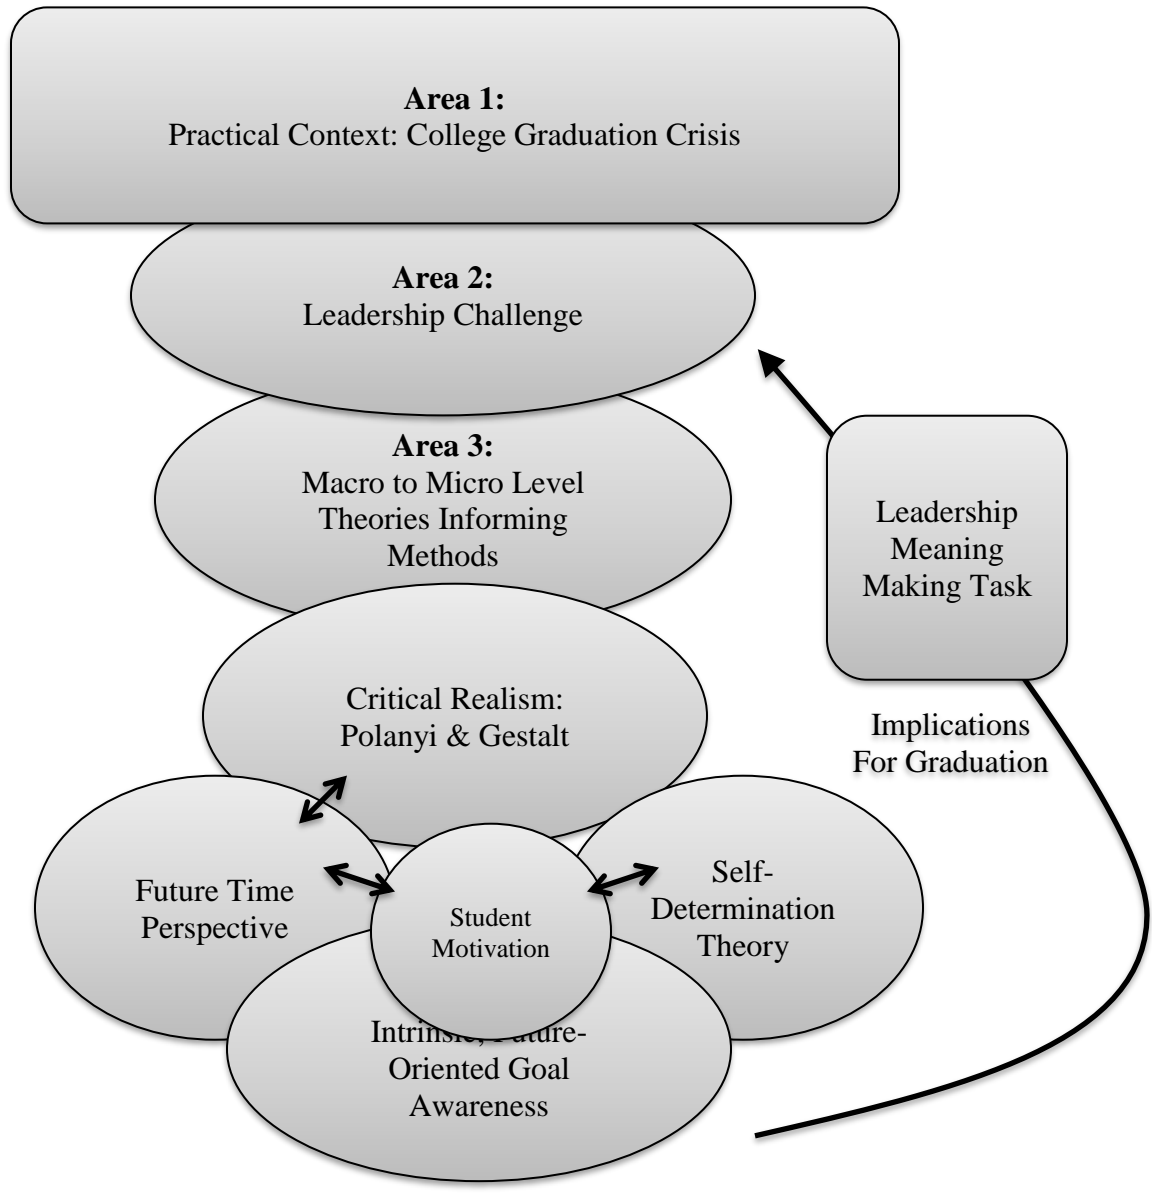 Area 1:
Practical Context: College Graduation Crisis
Area 2:
Leadership Challenge
Area 3:
Macro to Micro Level
Theories Informing
Methods
Leadership
Meaning
Making Task
Critical Realism:
Polanyi & Gestalt
Implications
For Graduation
Future Time
Perspective
Student
Motivation
Self-
Determination
Theory
Intrinsic, Future-
Oriented Goal
Awareness